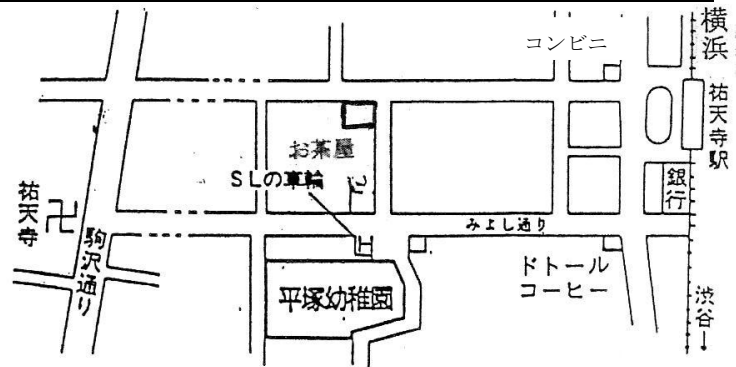 横浜
コンビニ
祐天寺駅
お茶屋
SLの車輪
銀行
祐天寺
卍
みよし通り
駒沢通り
ドトール
コーヒー
平塚幼稚園
渋谷↓